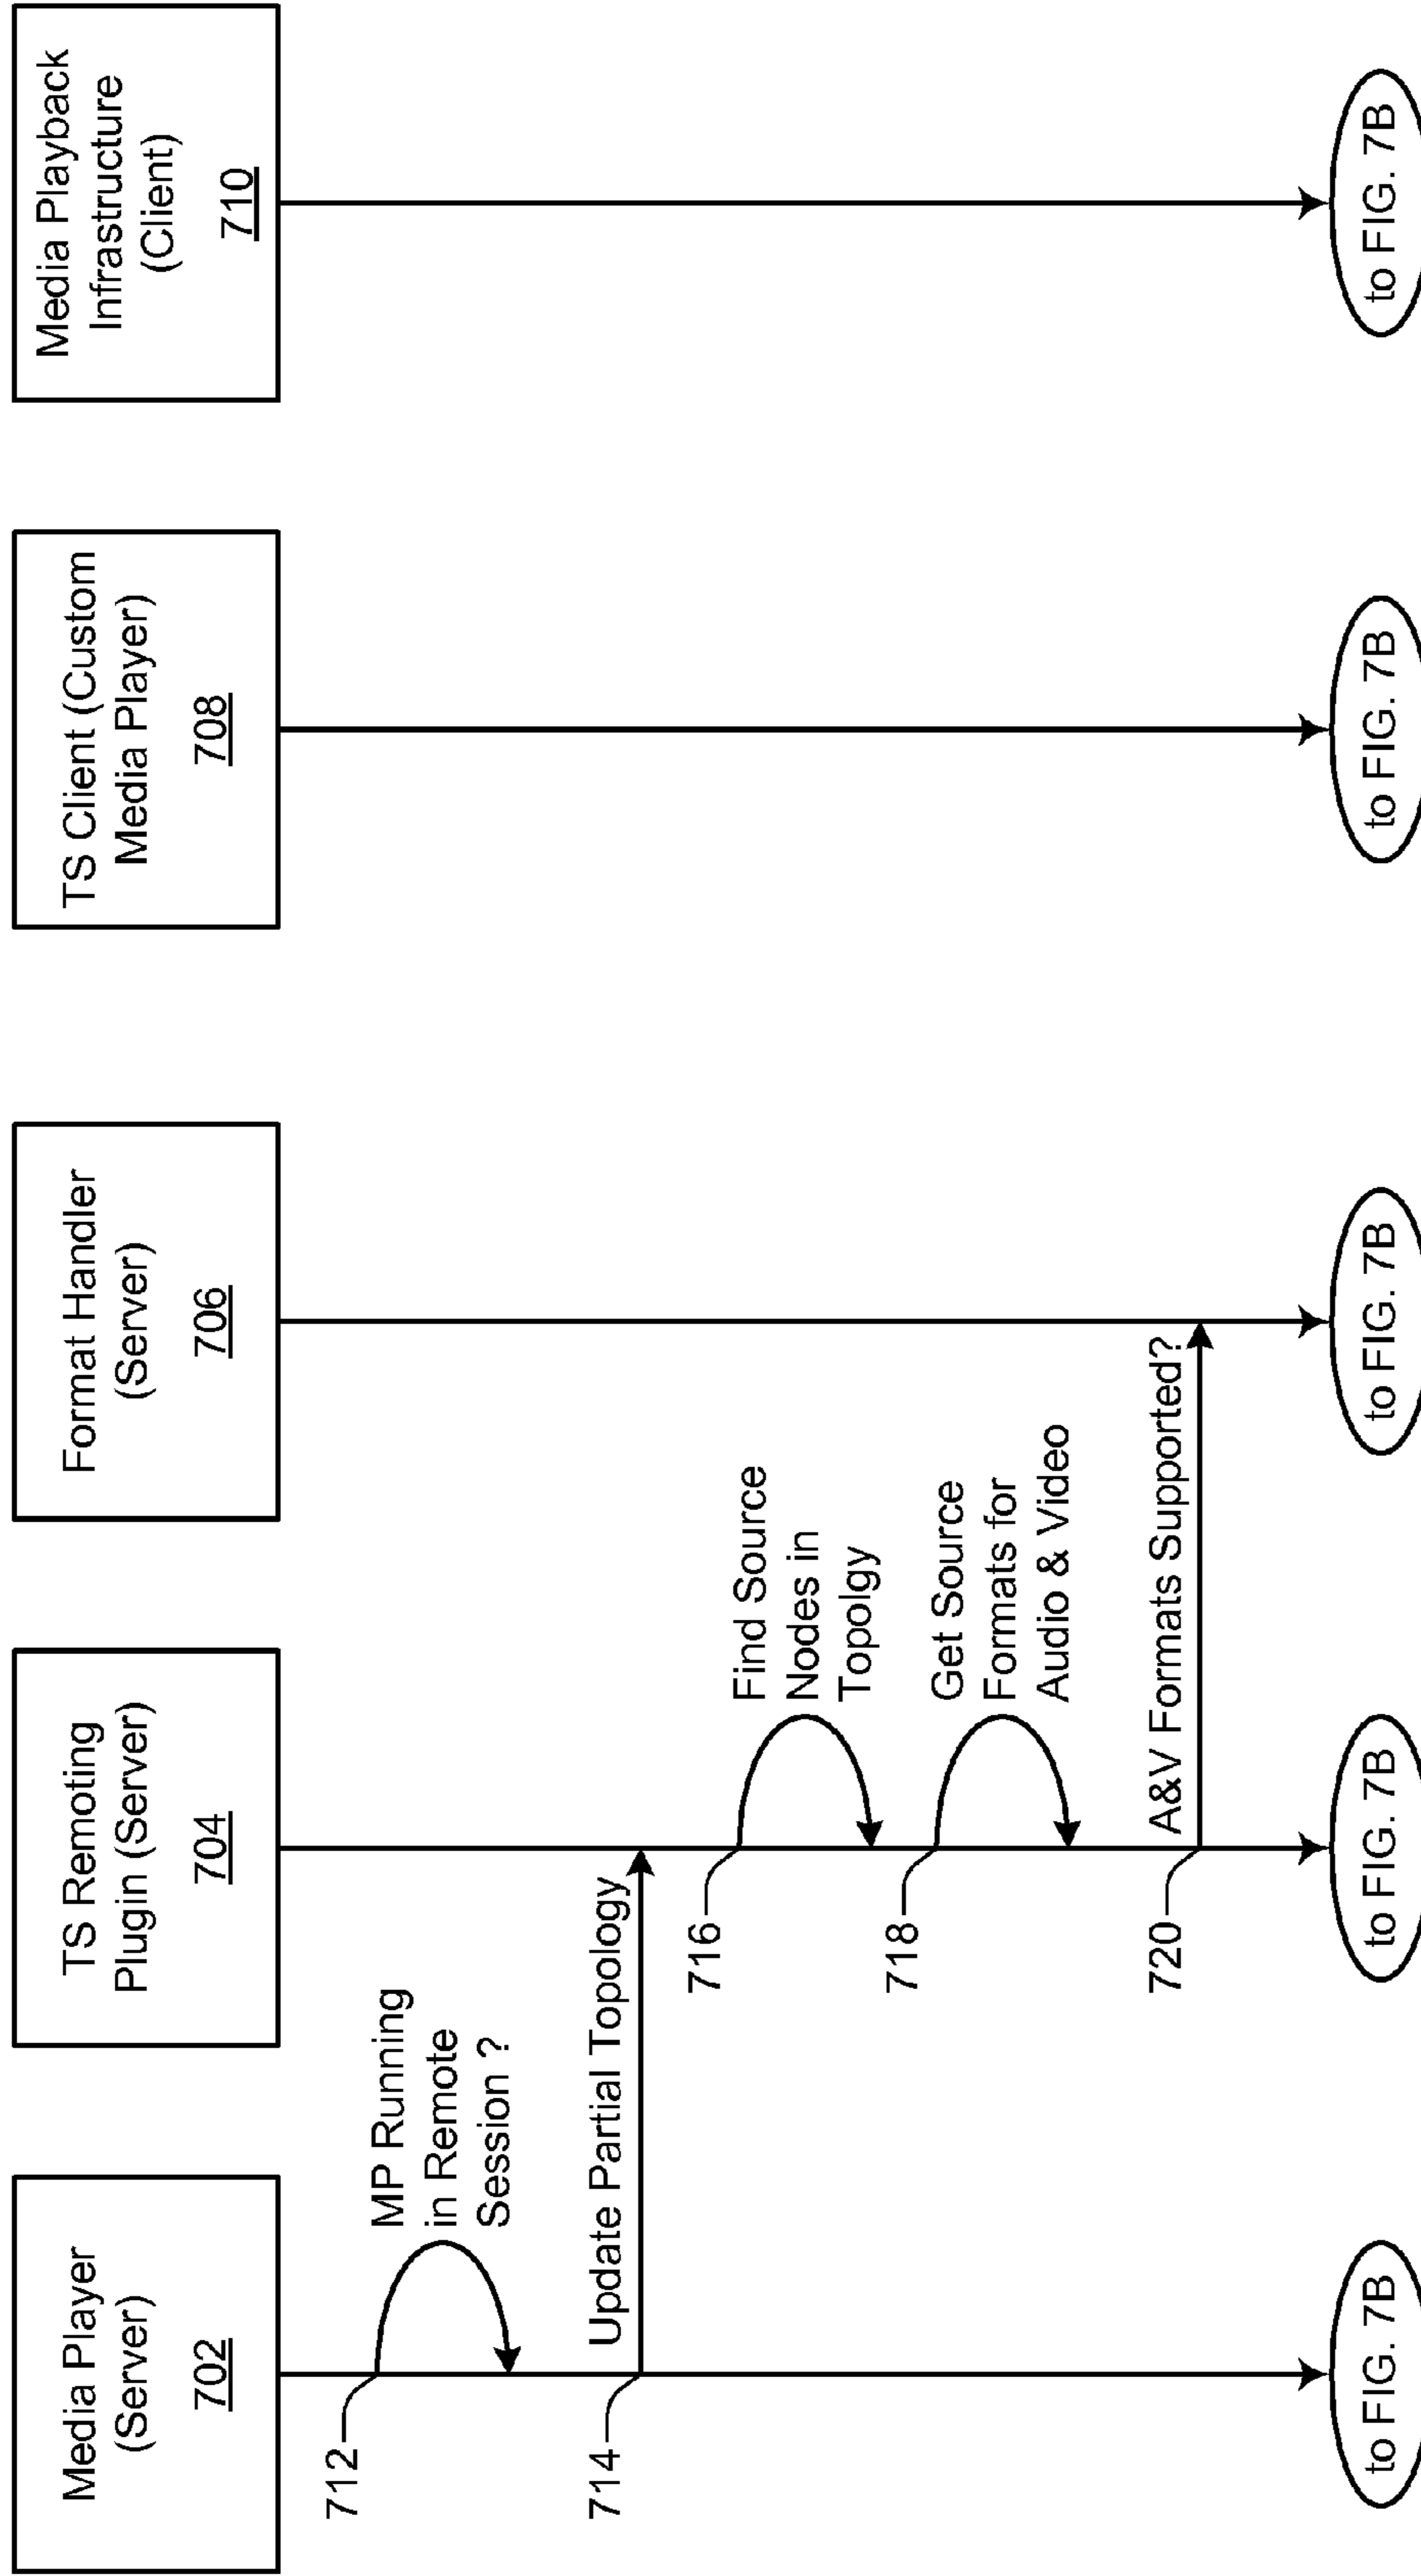 Media Player
(Server)
702
TS Remoting
Plugin (Server)
704
Format Handler
(Server)
706
TS Client (Custom
Media Player)
708
Media Playback
Infrastructure
(Client)
710
712
MP Running
in Remote
Session ?
714
Update Partial Topology
716
Find Source
Nodes in
Topolgy
718
Get Source
Formats for
Audio & Video
720
A&V Formats Supported?
to FIG. 7B
to FIG. 7B
to FIG. 7B
to FIG. 7B
to FIG. 7B